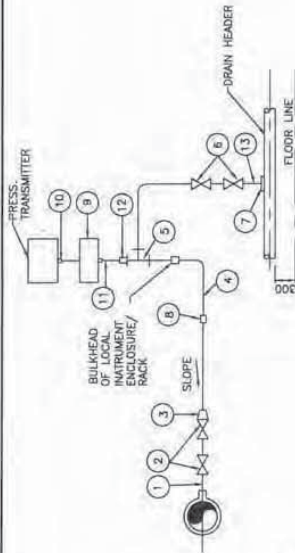 PRESS.
TRANSMITTER
10
9
11
12
BULKHEAD
OF LOCAL
INSTRUMENT
ENCLOSURE/
RACK
5
6
DRAIN HEADER
13
7
FLOOR LINE
4
8
SLOPE
3
2
1